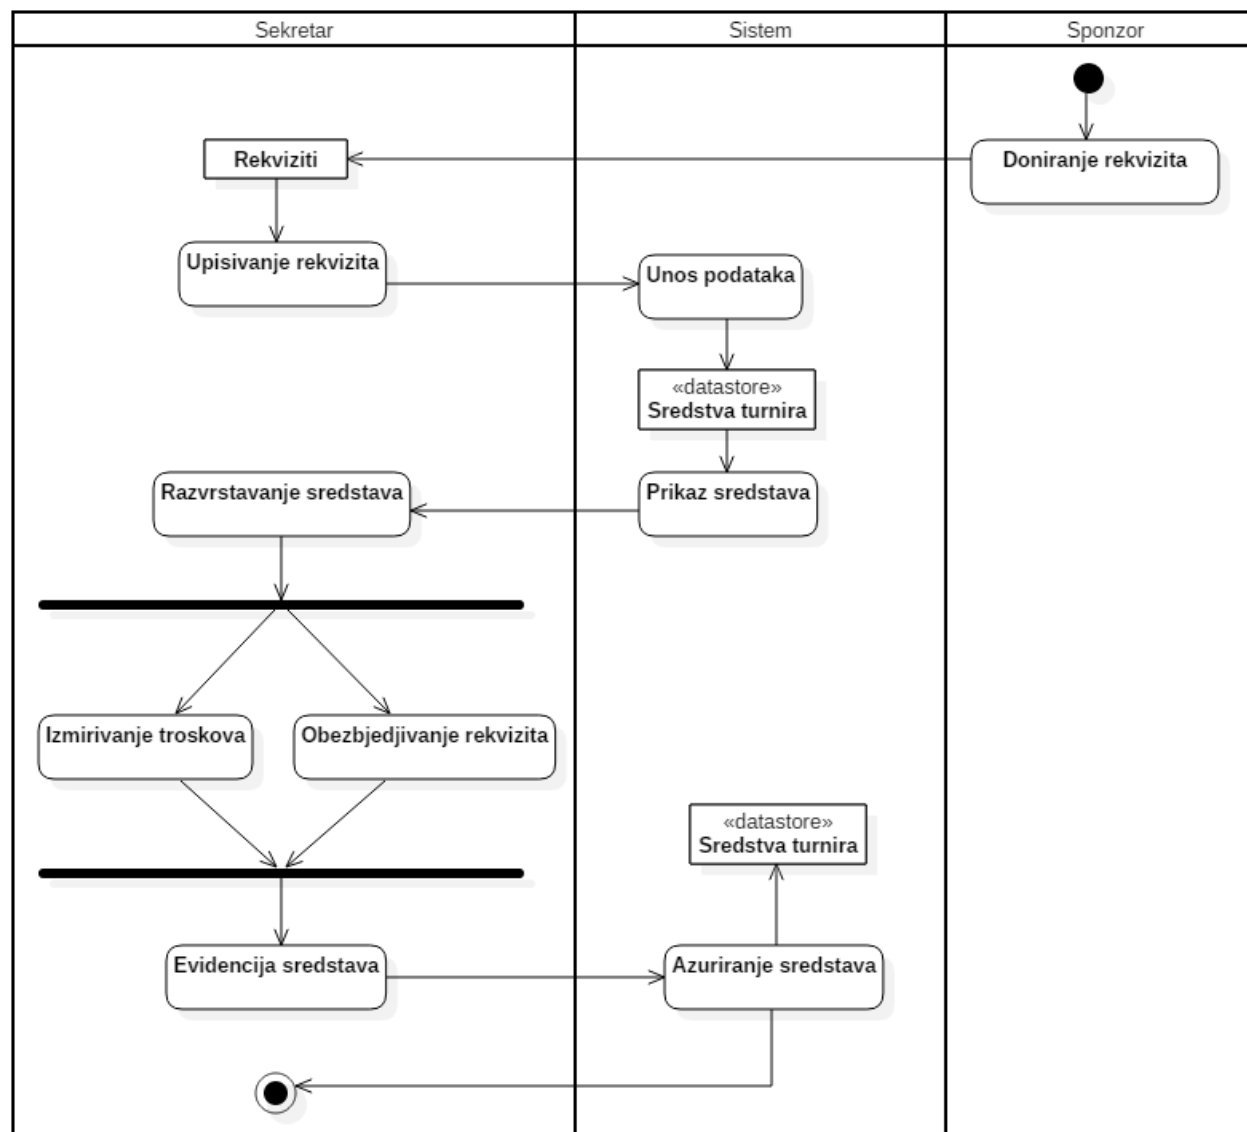 Sekretar
Sistem
Sponzor
Rekviziti
Doniranje rekvizita
Upisivanje rekvizita
Unos podataka
«datastore»
Sredstva turnira
Razvrstavanje sredstava
Prikaz sredstava
Izmirivanje troskova
Obezbjedjivanje rekvizita
«datastore»
Sredstva turnira
Evidencija sredstava
Azuriranje sredstava